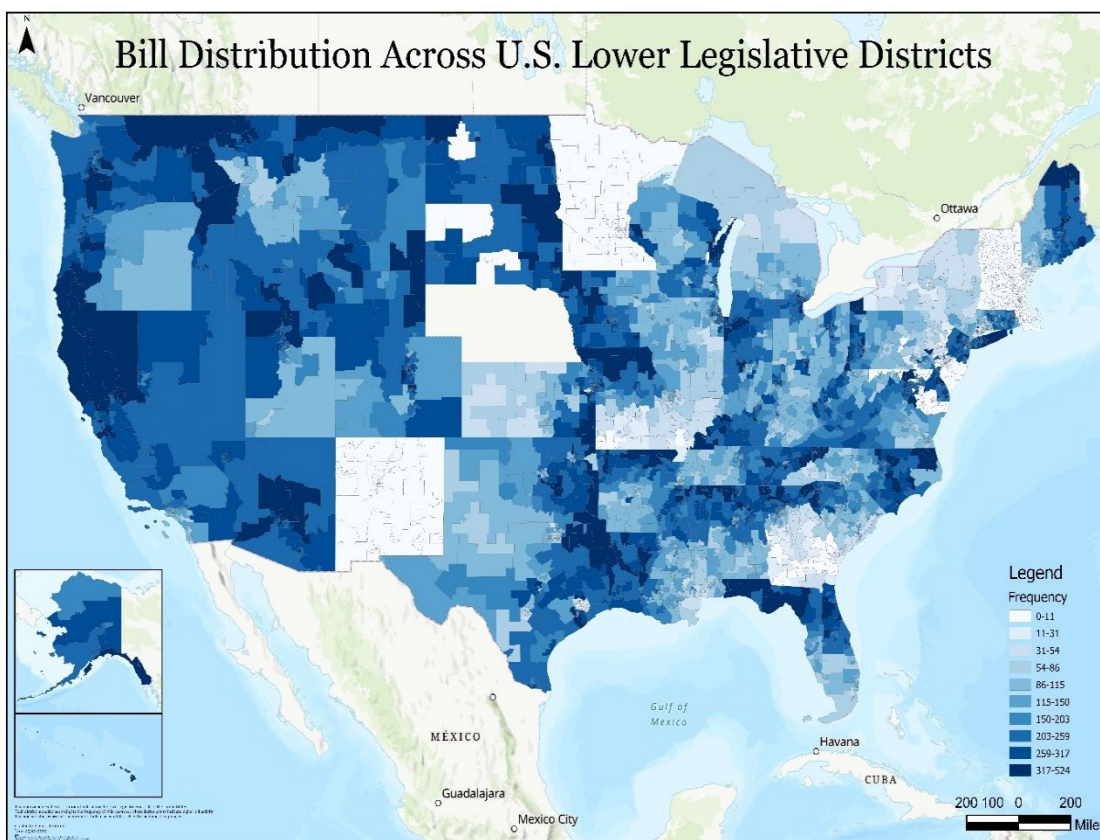 N
Bill Distribution Across U.S. Lower Legislative Districts
Vancouver
Ottawa
Gulf of
Mexico
MÉXICO
Havana
CUBA
Guadalajara
Mexico City
Legend
Frequency
0-11
11-31
31-54
54-86
86-115
115-150
150-203
203-259
259-317
317-524
200 100 0 200
Mile